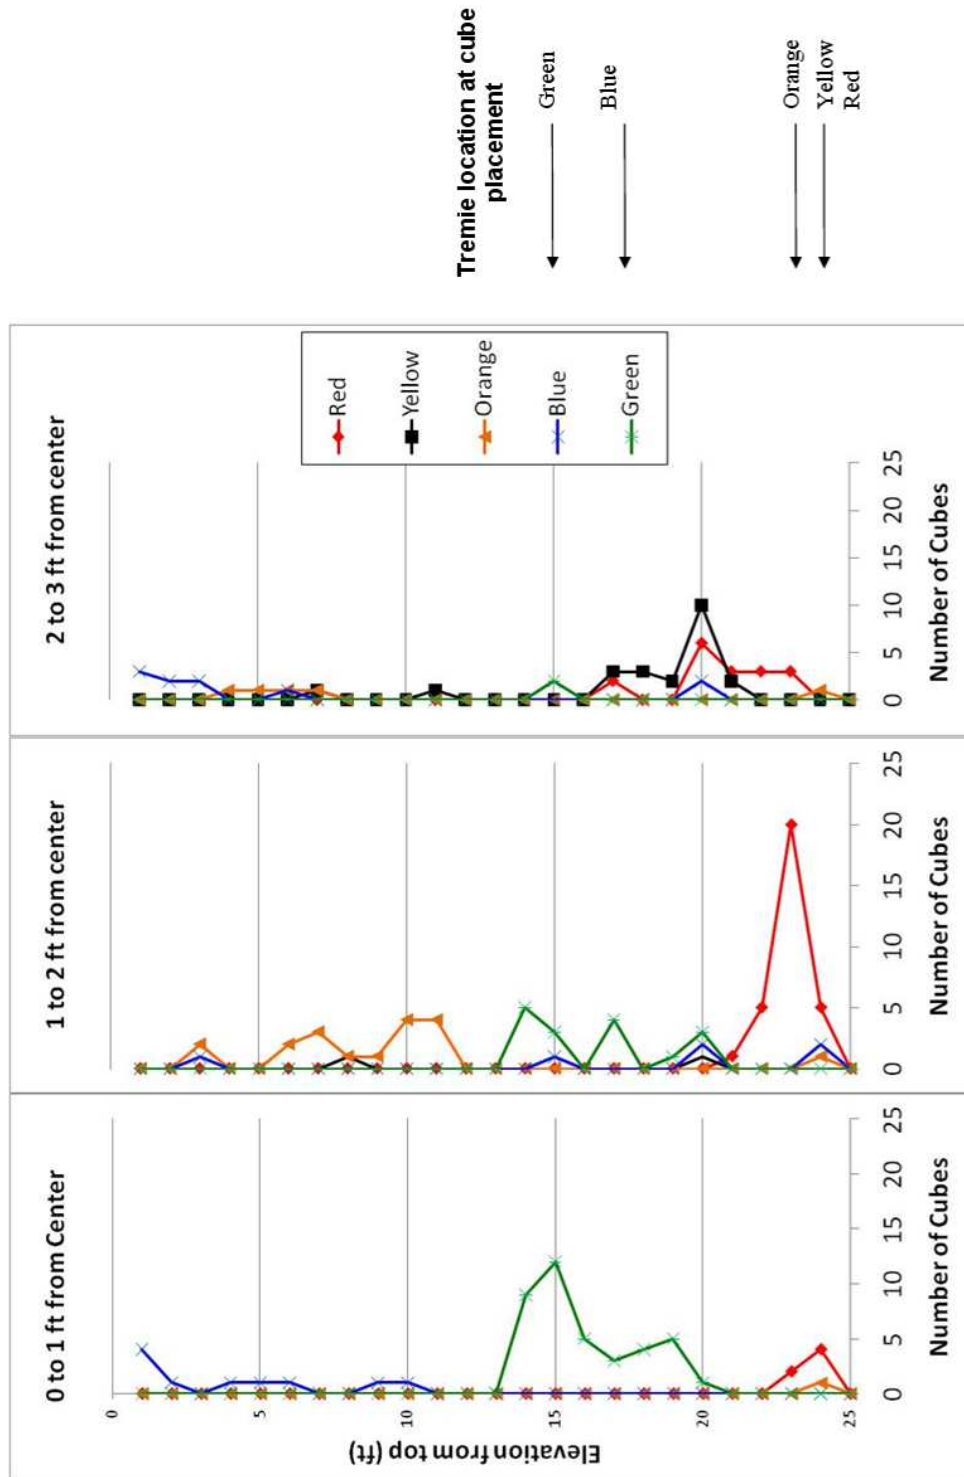 0 to 1 ft from Center
0
5
10
15
20
25
Elevation from top (ft)
0 5 10 15 20 25
Number of Cubes
1 to 2 ft from center
0 5 10 15 20 25
Number of Cubes
2 to 3 ft from center
0 5 10 15 20 25
Number of Cubes
Red
Yellow
Orange
Blue
Green
Tremie location at cube
placement
Green
Blue
Orange
Yellow
Red